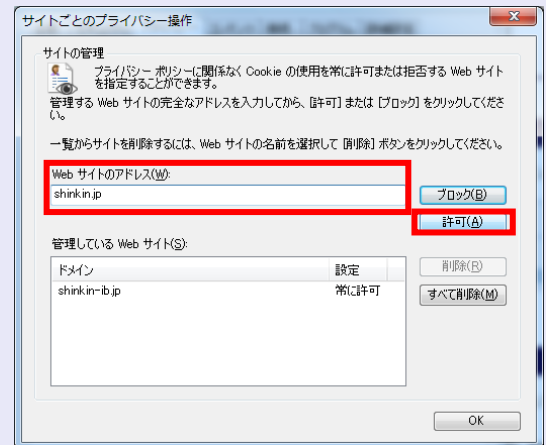 サイトごとのプライバシー操作
サイトの管理
プライバシー ポリシーに関係なく Cookie の使用を常に許可または拒否する Web サイト
を指定することができます。
管理する Web サイトの完全なアドレスを入力してから、[許可] または [ブロック] をクリックしてくださ
い。
一覧からサイトを削除するには、Web サイトの名前を選択して [削除] ボタンをクリックしてください。
Web サイトのアドレス(W):
shinkin.jp
ブロック(B)
許可(A)
管理している Web サイト(S):
ドメイン 設定
shinkin-ib.jp 常に許可
削除(R)
すべて削除(M)
OK